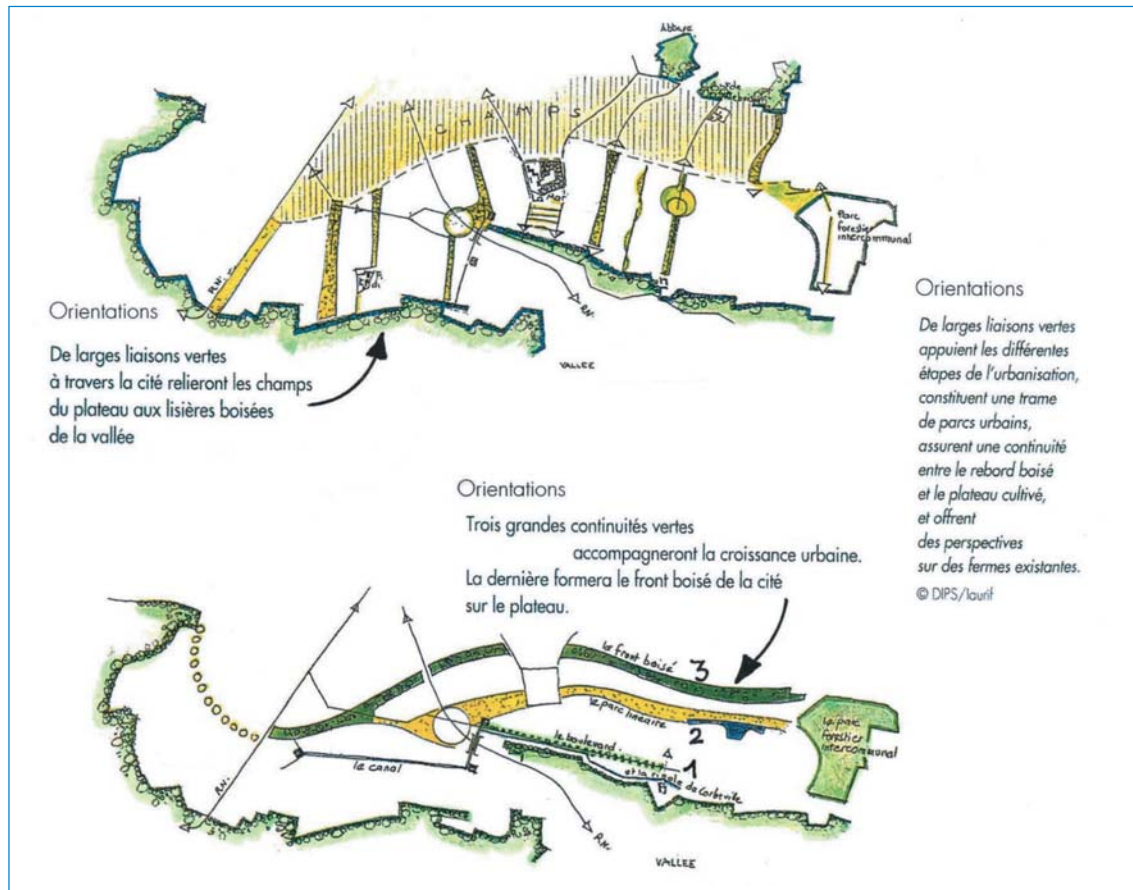 Abbaye
CHAMPS
Parc
forestier
intercommunal
R.N.
R.N.
VALLEE
Orientations
De larges liaisons vertes
à travers la cité relieront les champs
du plateau aux lisières boisées
de la vallée
Orientations
De larges liaisons vertes
appuient les différentes
étapes de l'urbanisation,
constituent une trame
de parcs urbains,
assurent une continuité
entre le rebord boisé
et le plateau cultivé,
et offrent
des perspectives
sur des fermes existantes.
© DIPS/Iaurif
Orientations
Trois grandes continuités vertes
accompagneront la croissance urbaine.
La dernière formera le front boisé de la cité
sur le plateau.
le front boisé
3
le parc linéaire
2
le boulevard
1
et la rigole de Corbeville
le canal
le parc
forestier
intercommunal
R.N.
R.N.
VALLEE